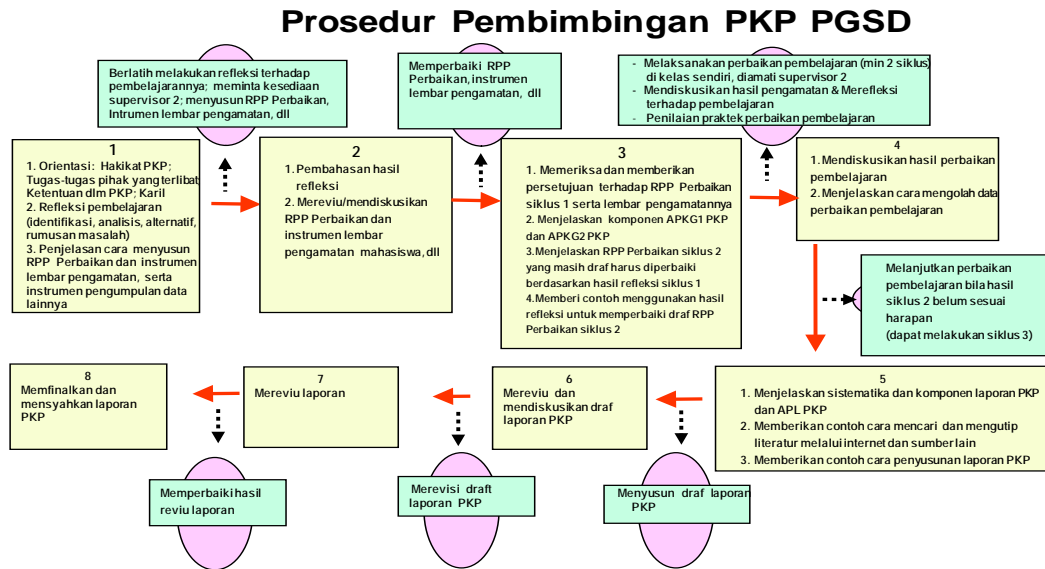 Prosedur Pembimbingan PKP PGSD
Berlatih melakukan refleksi terhadap
pembelajarannya; meminta kesediaan
supervisor 2; menyusun RPP Perbaikan,
Intrumen lembar pengamatan, dll
Memperbaiki RPP
Perbaikan, instrumen
lembar pengamatan, dll
- Melaksanakan perbaikan pembelajaran (min 2 siklus)
di kelas sendiri, diamati supervisor 2
- Mendiskusikan hasil pengamatan & Merefleksi
terhadap pembelajaran
- Penilaian praktek perbaikan pembelajaran
1
1. Orientasi: Hakikat PKP;
Tugas-tugas pihak yang terlibat;
Ketentuan dlm PKP; Karil
2. Refleksi pembelajaran
(identifikasi, analisis, alternatif,
rumusan masalah)
3. Penjelasan cara menyusun
RPP Perbaikan dan instrumen
lembar pengamatan, serta
instrumen pengumpulan data
lainnya
2
1. Pembahasan hasil
refleksi
2. Mereviu/mendiskusikan
RPP Perbaikan dan
instrumen lembar
pengamatan mahasiswa, dll
3
1. Memeriksa dan memberikan
persetujuan terhadap RPP Perbaikan
siklus 1 serta lembar pengamatannya
2. Menjelaskan komponen APKG1 PKP
dan APKG2 PKP
3.Menjelaskan RPP Perbaikan siklus 2
yang masih draf harus diperbaiki
berdasarkan hasil refleksi siklus 1
4.Memberi contoh menggunakan hasil
refleksi untuk memperbaiki draf RPP
Perbaikan siklus 2
4
1.Mendiskusikan hasil perbaikan
pembelajaran
2.Menjelaskan cara mengolah data
perbaikan pembelajaran
Melanjutkan perbaikan
pembelajaran bila hasil
siklus 2 belum sesuai
harapan
(dapat melakukan siklus 3)
5
1. Menjelaskan sistematika dan komponen laporan PKP
dan APL PKP
2. Memberikan contoh cara mencari dan mengutip
literatur melalui internet dan sumber lain
3. Memberikan contoh cara penyusunan laporan PKP
6
Mereviu dan
mendiskusikan draf
laporan PKP
7
Mereviu laporan
8
Memfinalkan dan
mensyahkan laporan
PKP
Memperbaiki hasil
reviu laporan
Merevisi draft
laporan PKP
Menyusun draf laporan
PKP